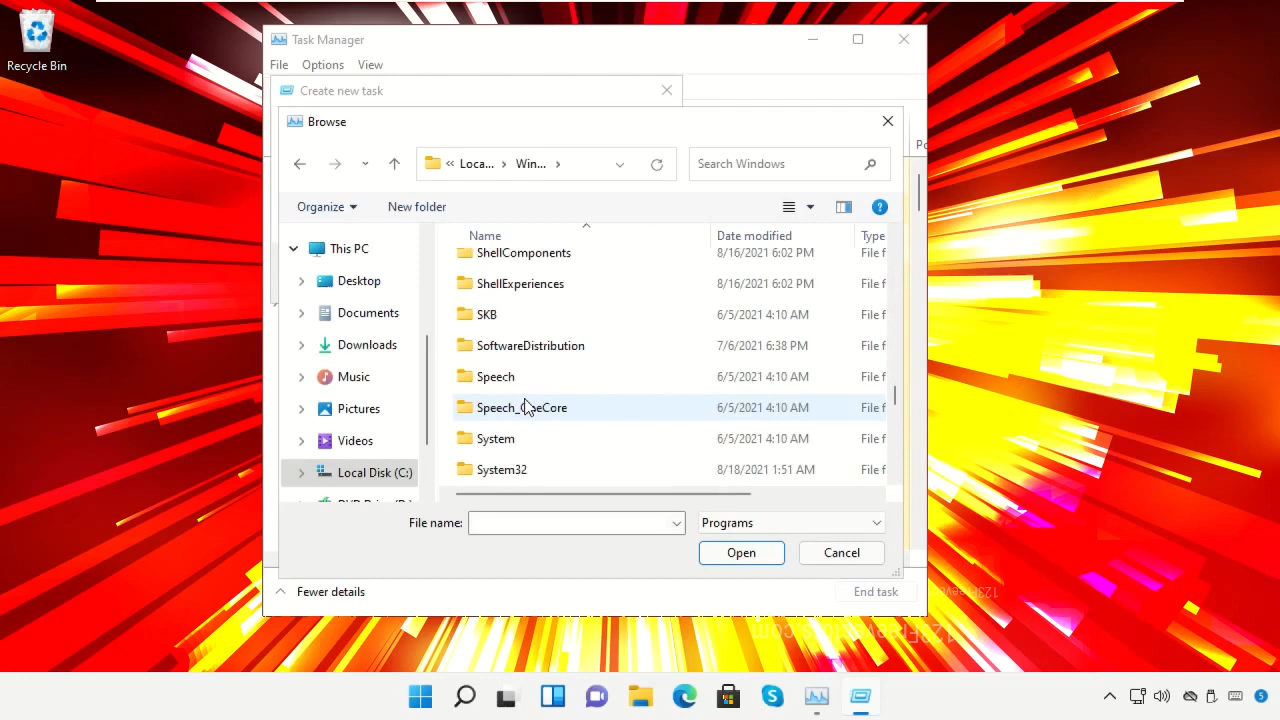 Recycle Bin
Task Manager
File Options View
Create new task
Browse
« Loca... › Win... ›
Search Windows
Organize New folder
Name Date modified Type
This PC
Desktop
Documents
Downloads
Music
Pictures
Videos
Local Disk (C:)
ShellComponents 8/16/2021 6:02 PM File f
ShellExperiences 8/16/2021 6:02 PM File f
SKB 6/5/2021 4:10 AM File f
SoftwareDistribution 7/6/2021 6:38 PM File f
Speech 6/5/2021 4:10 AM File f
Speech_OneCore 6/5/2021 4:10 AM File f
System 6/5/2021 4:10 AM File f
System32 8/18/2021 1:51 AM File f
File name:
Programs
Open Cancel
Fewer details
End task
5